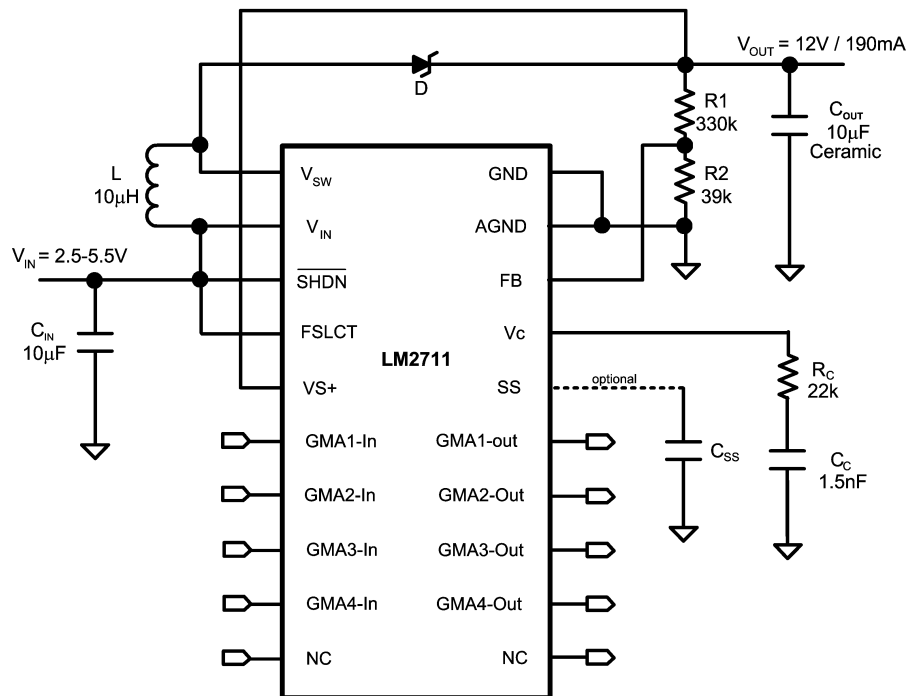 V_OUT = 12V / 190mA
D
R1
330k
C_OUT
10μF
Ceramic
L
10μH
V_SW
GND
R2
39k
V_IN
AGND
V_IN = 2.5-5.5V
SHDN
FB
C_IN
10μF
FSLCT
Vc
LM2711
R_C
22k
VS+
SS
optional
GMA1-In
GMA1-out
C_SS
C_C
1.5nF
GMA2-In
GMA2-Out
GMA3-In
GMA3-Out
GMA4-In
GMA4-Out
NC
NC